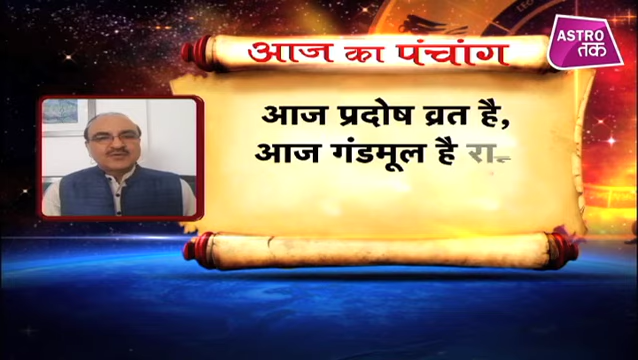 आज का पंचांग
ASTRO
तक
आज प्रदोष व्रत है,
आज गंडमूल है